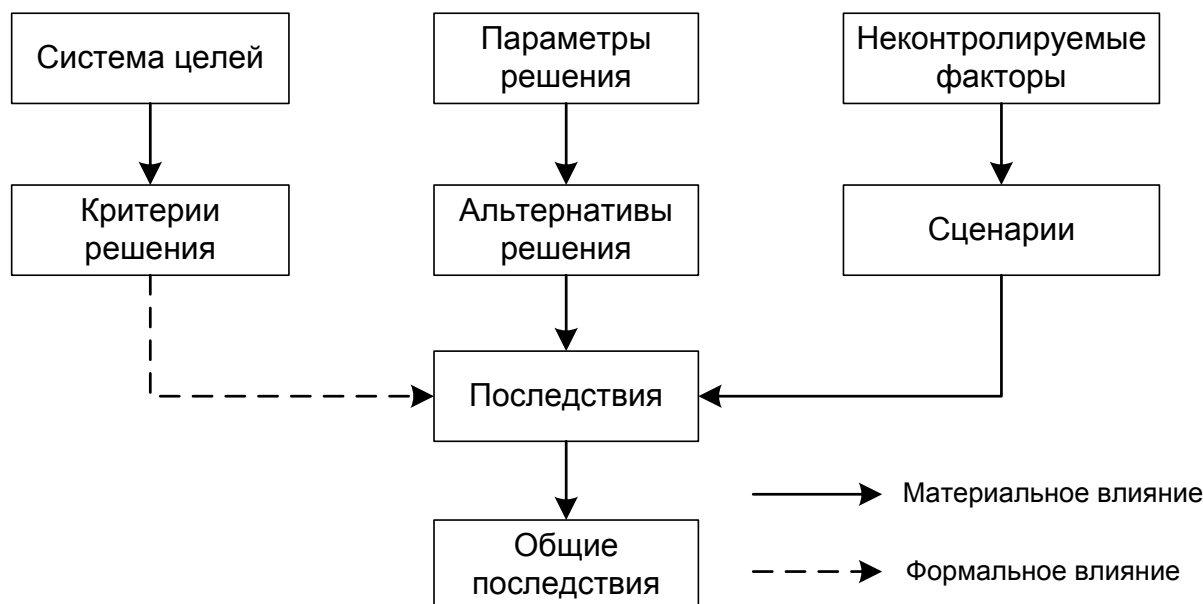 Система целей
Параметры
решения
Неконтролируемые
факторы
Критерии
решения
Альтернативы
решения
Сценарии
Последствия
Общие
последствия
Материальное влияние
Формальное влияние